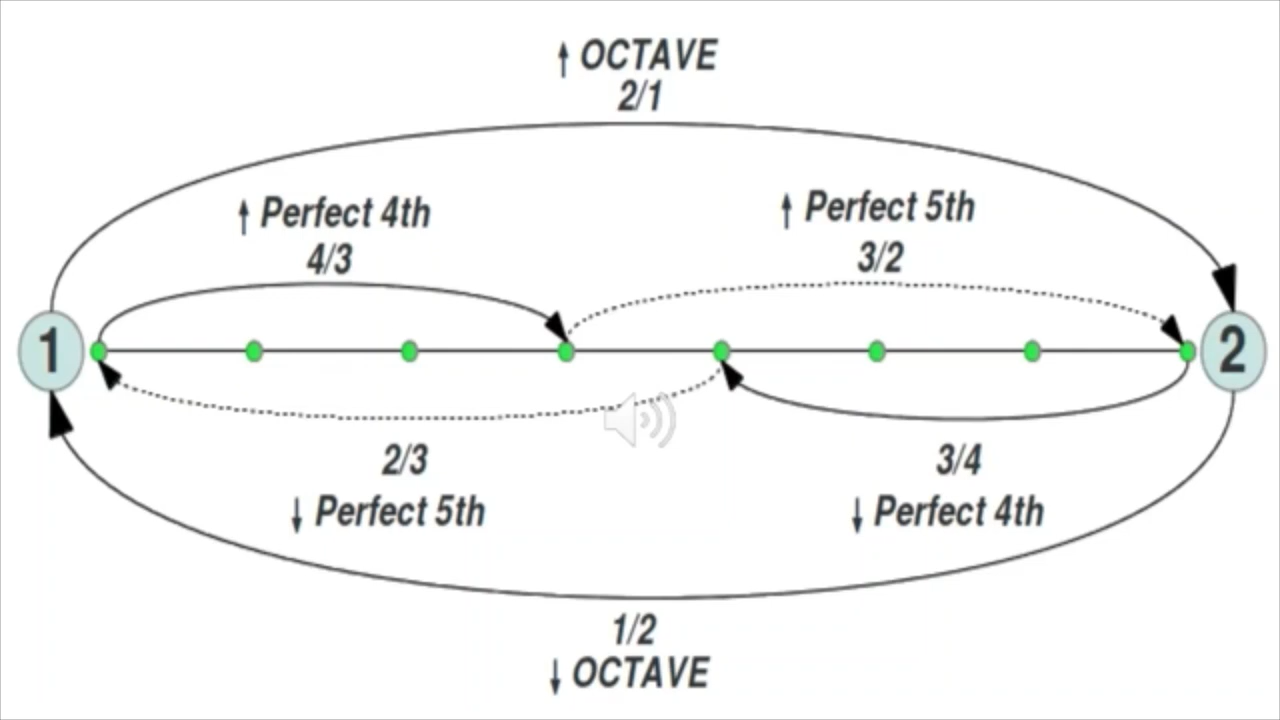 ↑ OCTAVE
2/1
↑ Perfect 4th
4/3
↑ Perfect 5th
3/2
1
2
2/3
↓ Perfect 5th
3/4
↓ Perfect 4th
1/2
↓ OCTAVE